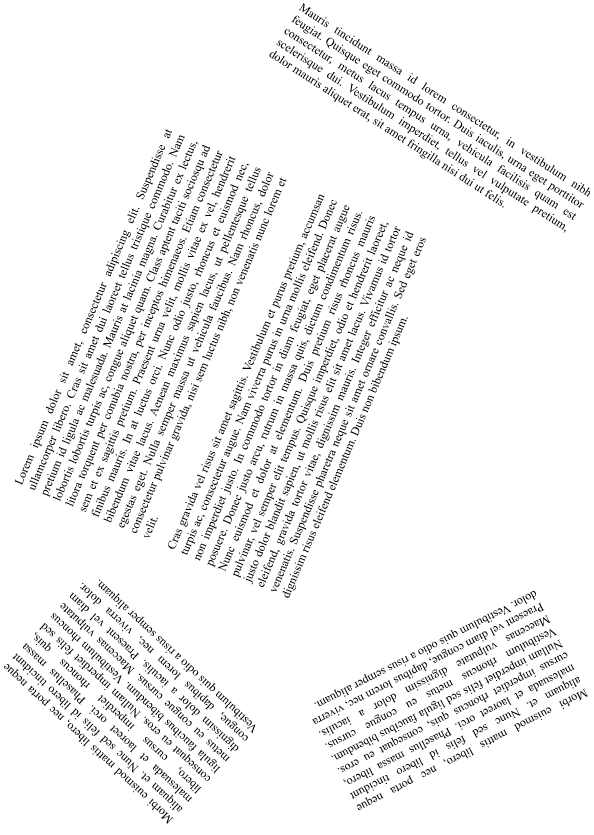 Mauris tincidunt massa id lorem consectetur, in vestibulum nibh
feugiat. Quisque eget commodo tortor. Duis iaculis, urna eget porttitor
consectetur, metus lacus tempus urna, vehicula facilisis quam est
scelerisque dui. Vestibulum imperdiet, tellus vel vulputate pretium,
dolor mauris aliquet erat, sit amet fringilla nisi dui ut felis.
Lorem ipsum dolor sit amet, consectetur adipiscing elit. Suspendisse at
ullamcorper libero. Cras sit amet dui laoreet tellus tristique commodo. Nam
pretium id ligula ac malesuada. Mauris at lacinia magna. Curabitur ex lectus,
lobortis lobortis turpis ac, congue aliquet quam. Class aptent taciti sociosqu ad
litora torquent per conubia nostra, per inceptos himenaeos. Etiam consectetur
sem et ex sagittis pretium. Praesent urna velit, mollis vitae ex vel, hendrerit
finibus mauris. In at luctus orci. Nunc odio justo, rhoncus et euismod nec,
bibendum vitae lacus. Aenean maximus sapien lacus, ut pellentesque tellus
egestas eget. Nulla semper massa ut vehicula faucibus. Nam rhoncus, dolor
consectetur pulvinar gravida, nisi sem luctus nibh, non venenatis nunc lorem et
velit.
Cras gravida vel risus sit amet sagittis. Vestibulum et purus pretium, accumsan
turpis ac, consectetur augue. Nam viverra purus in urna mollis eleifend. Donec
non imperdiet justo. In commodo tortor in diam feugiat, eget placerat augue
posuere. Donec justo arcu, rutrum in massa quis, dictum condimentum risus.
Nunc euismod et dolor at elementum. Duis pretium risus rhoncus mauris
pulvinar, vel semper elit tempus. Quisque imperdiet, odio et hendrerit laoreet,
justo dolor blandit sapien, ut mollis risus elit sit amet lacus. Vivamus id tortor
eleifend, gravida tortor vitae, dignissim mauris. Integer efficitur ac neque id
venenatis. Suspendisse pharetra neque sit amet ornare convallis. Sed eget eros
dignissim risus eleifend elementum. Duis non bibendum ipsum.
Morbi euismod mattis libero, nec porta neque
aliquam et. Nunc sed felis id libero tincidunt
malesuada et laoreet orci. Phasellus massa
libero, cursus imperdiet rhoncus quis,
consequat eu eros. Nullam imperdiet felis sed
ligula faucibus bibendum. Vestibulum rhoncus
metus eu congue cursus. Maecenas vulputate
dignissim dolor a iaculis. Praesent vel diam
congue, dapibus lorem nec, viverra dolor.
Vestibulum quis odio a risus semper aliquam.
Morbi euismod mattis libero, nec porta neque
aliquam et. Nunc sed felis id libero tincidunt
malesuada et laoreet orci. Phasellus massa libero,
cursus imperdiet rhoncus quis, consequat eu eros.
Nullam imperdiet felis sed ligula faucibus bibendum.
Vestibulum rhoncus metus eu congue cursus.
Maecenas vulputate dignissim dolor a iaculis.
Praesent vel diam congue, dapibus lorem nec, viverra
dolor. Vestibulum quis odio a risus semper aliquam.